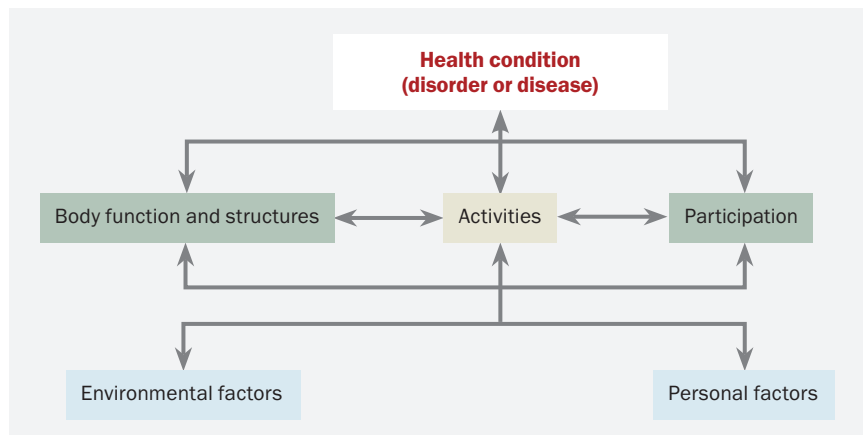 Health condition
(disorder or disease)
Body function and structures
Activities
Participation
Environmental factors
Personal factors